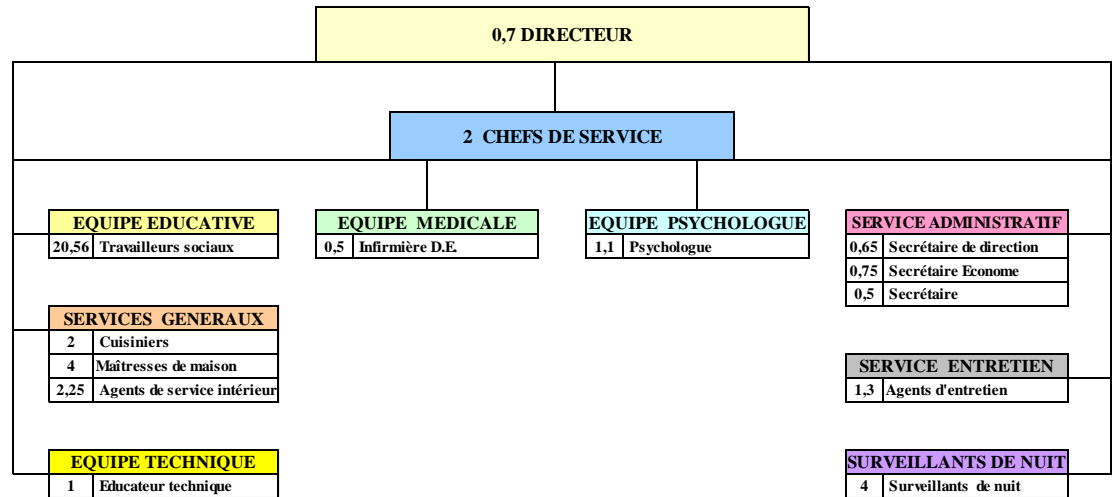 0,7 DIRECTEUR
2 CHEFS DE SERVICE
EQUIPE EDUCATIVE
20,56 Travailleurs sociaux
EQUIPE MEDICALE
0,5 Infirmière D.E.
EQUIPE PSYCHOLOGUE
1,1 Psychologue
SERVICE ADMINISTRATIF
0,65 Secrétaire de direction
0,75 Secrétaire Econome
0,5 Secrétaire
SERVICES GENERAUX
2 Cuisiniers
4 Maîtresses de maison
2,25 Agents de service intérieur
SERVICE ENTRETIEN
1,3 Agents d'entretien
EQUIPE TECHNIQUE
1 Educateur technique
SURVEILLANTS DE NUIT
4 Surveillants de nuit